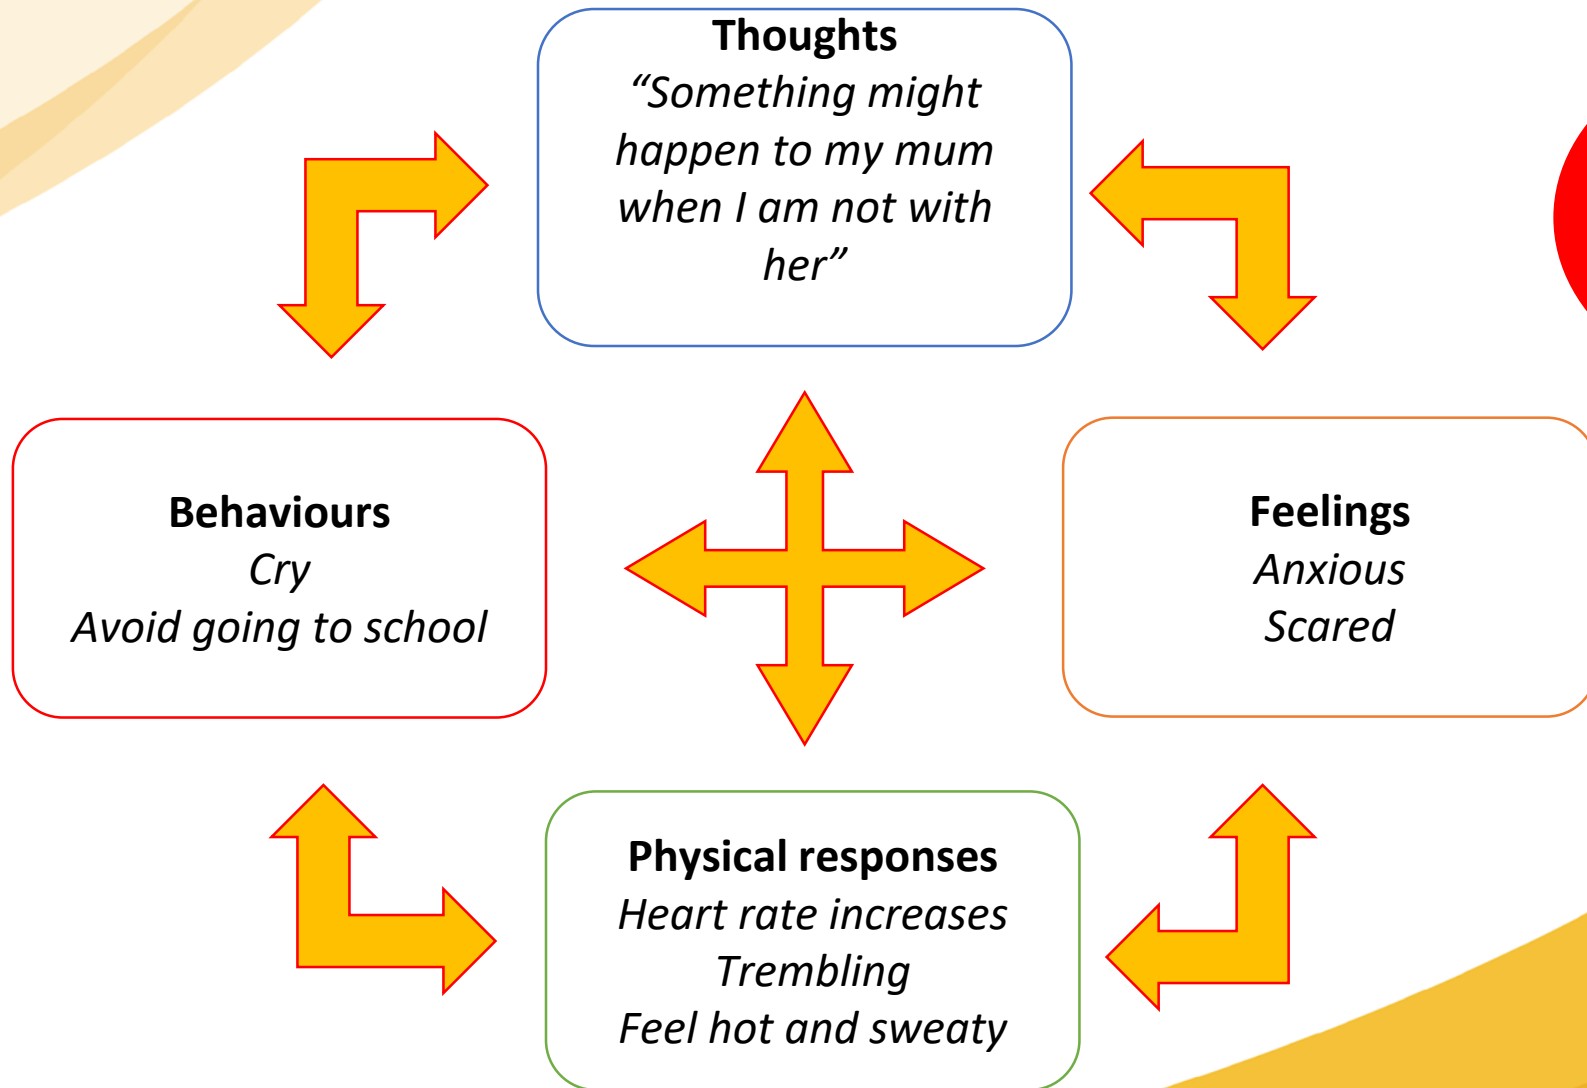 Thoughts
“Something might
happen to my mum
when I am not with
her”
Behaviours
Cry
Avoid going to school
Feelings
Anxious
Scared
Physical responses
Heart rate increases
Trembling
Feel hot and sweaty